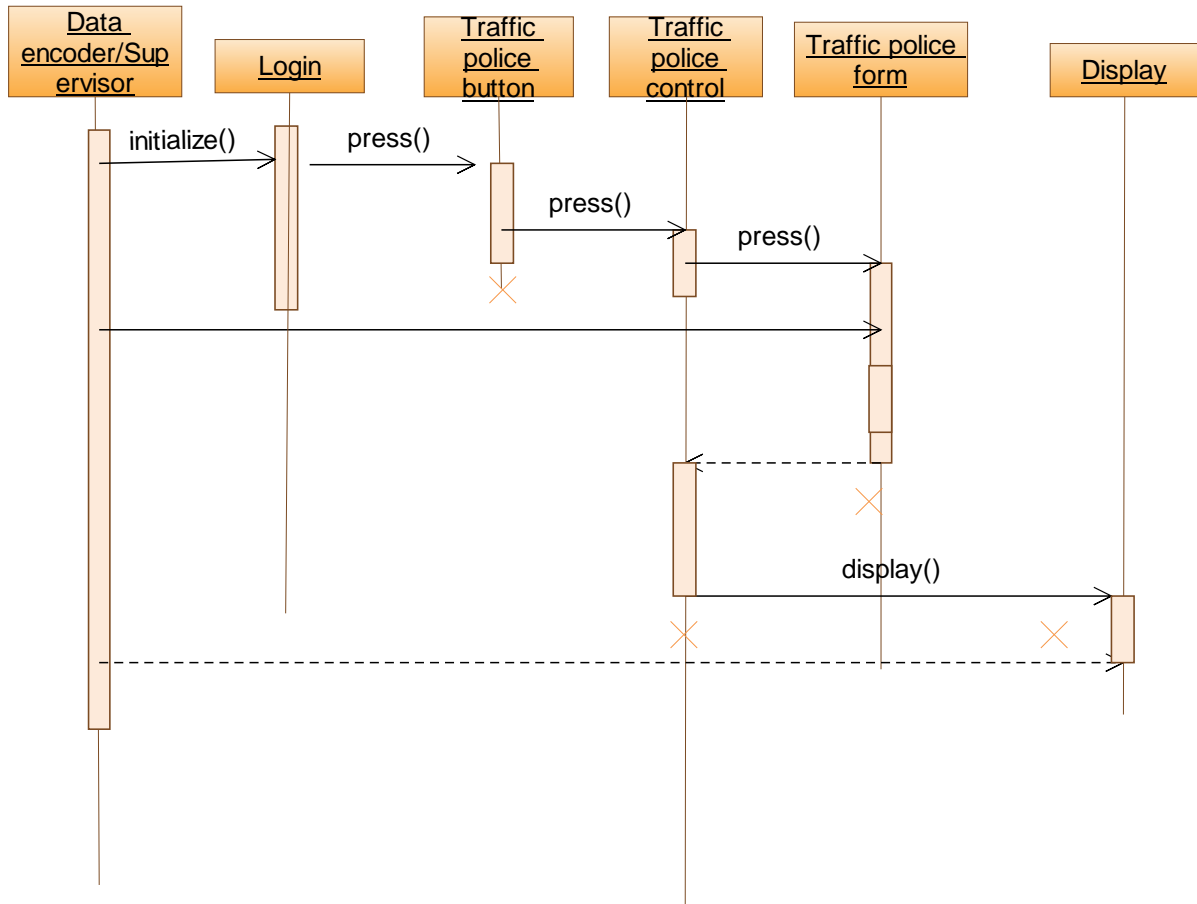 Data
encoder/Sup
ervisor
Login
Traffic
police
button
Traffic
police
control
Traffic police
form
Display
initialize()
press()
press()
press()
display()